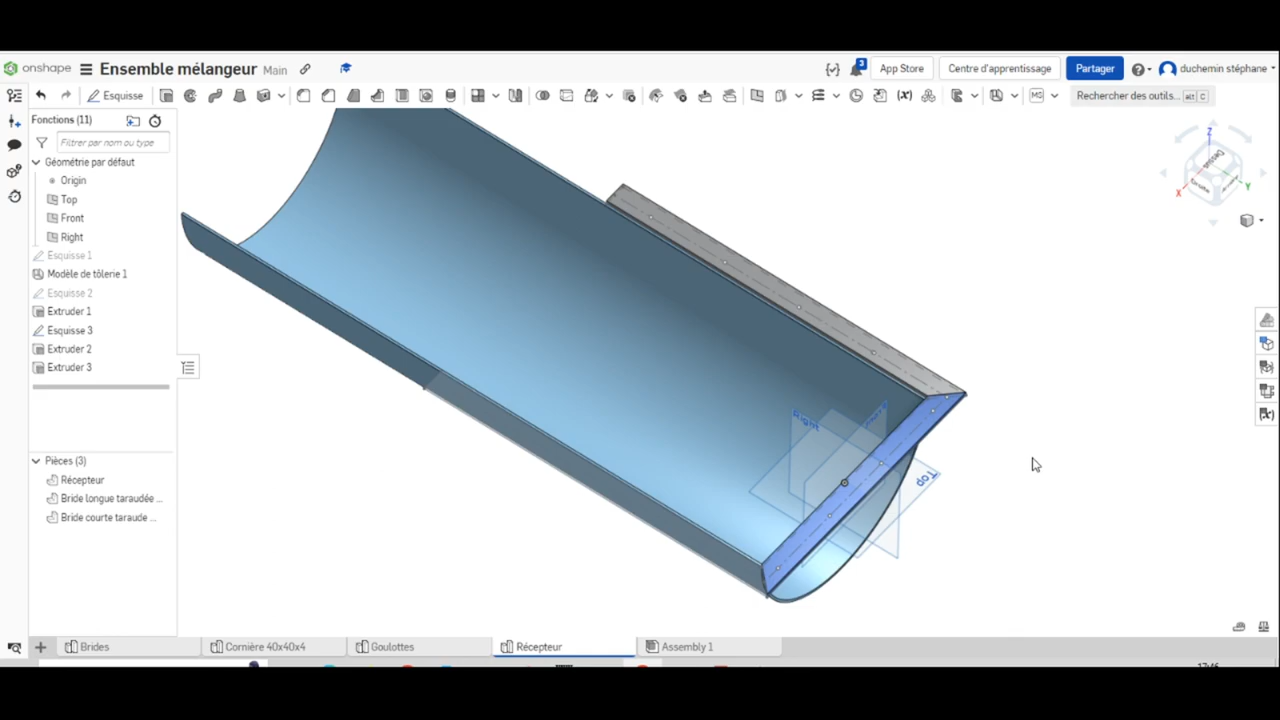 onshape Ensemble mélangeur Main
3 App Store Centre d'apprentissage Partager duchemin stéphane
Esquisse Rechercher des outils... alt C
Fonctions (11)
Filtrer par nom ou type
Géométrie par défaut
Origin
Top
Front
Right
Esquisse 1
Modèle de tôlerie 1
Esquisse 2
Extruder 1
Esquisse 3
Extruder 2
Extruder 3
Pièces (3)
Récepteur
Bride longue taraudée ...
Bride courte taraude ...
Z
Dessus
X
Y
Right
Top
Brides Cornière 40x40x4 Goulottes Récepteur Assembly 1